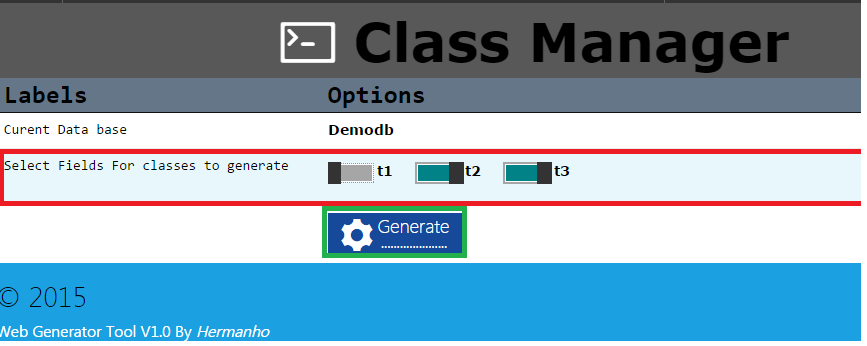 Class Manager
Labels Options
Curent Data base Demodb
Select Fields For classes to generate t1 t2 t3
Generate
© 2015
Web Generator Tool V1.0 By Hermanho